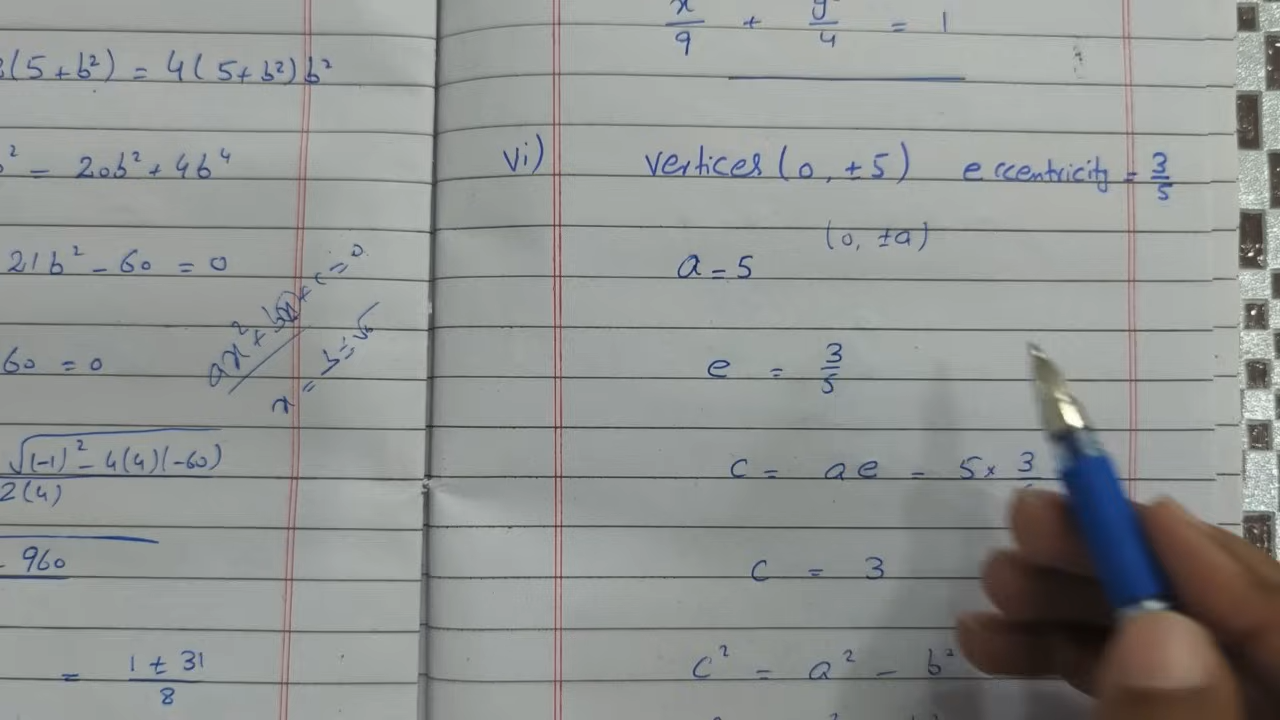 (5+b²) = 4(5+b²)b²
² = 20b² + 4b⁴
21b² - 60 = 0
60 = 0
ax² + bx + c = 0
x =
√(-1)² - 4(4)(-60)
2(4)
960
= 1 ± 31
8
x/9 + y/4 = 1
vi) vertices (0, ±5) eccentricity = 3/5
(0, ±a)
a = 5
e = 3/5
c = ae = 5 × 3
c = 3
c² = a² - b²